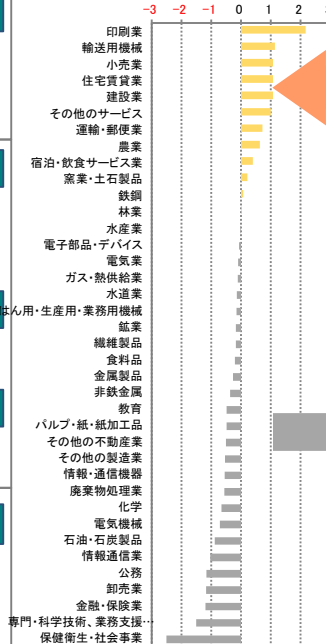 -3 -2 -1 0 1 2 3
印刷業
輸送用機械
小売業
住宅賃貸業
建設業
その他のサービス
運輸・郵便業
農業
宿泊・飲食サービス業
窯業・土石製品
鉄鋼
林業
水産業
電子部品・デバイス
電気業
ガス・熱供給業
水道業
はん用・生産用・業務用機械
鉱業
繊維製品
食料品
金属製品
非鉄金属
教育
パルプ・紙・紙加工品
その他の不動産業
その他の製造業
情報・通信機器
廃棄物処理業
化学
電気機械
石油・石炭製品
情報通信業
公務
卸売業
金融・保険業
専門・科学技術、業務支援…
保健衛生・社会事業